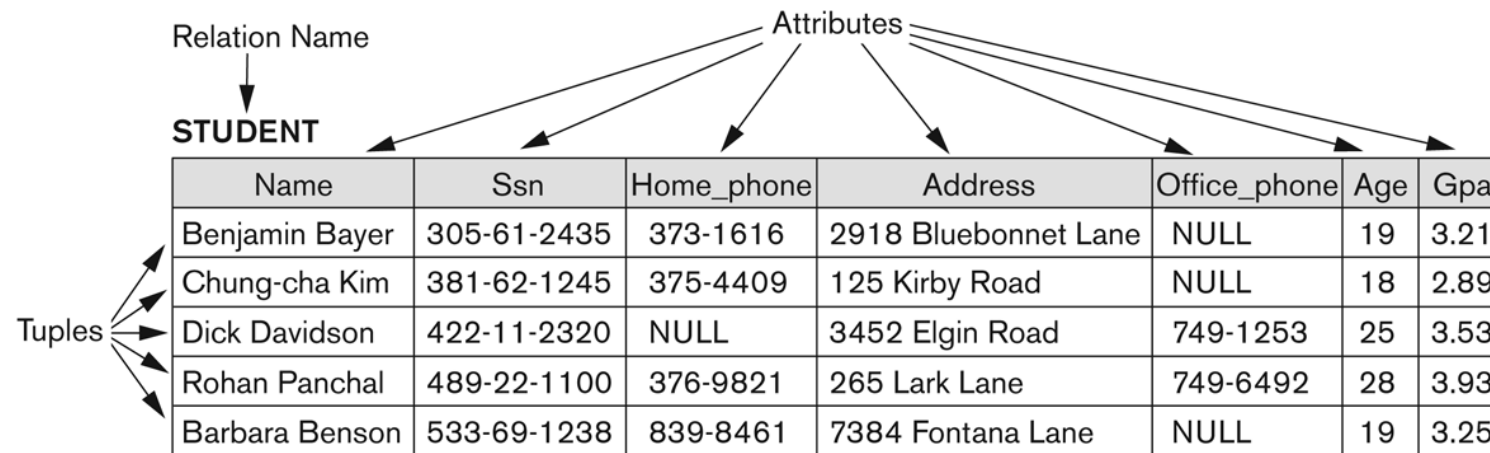 Attributes
Relation Name
STUDENT
Name Ssn Home_phone Address Office_phone Age Gpa
Benjamin Bayer 305-61-2435 373-1616 2918 Bluebonnet Lane NULL 19 3.21
Chung-cha Kim 381-62-1245 375-4409 125 Kirby Road NULL 18 2.89
Tuples Dick Davidson 422-11-2320 NULL 3452 Elgin Road 749-1253 25 3.53
Rohan Panchal 489-22-1100 376-9821 265 Lark Lane 749-6492 28 3.93
Barbara Benson 533-69-1238 839-8461 7384 Fontana Lane NULL 19 3.25